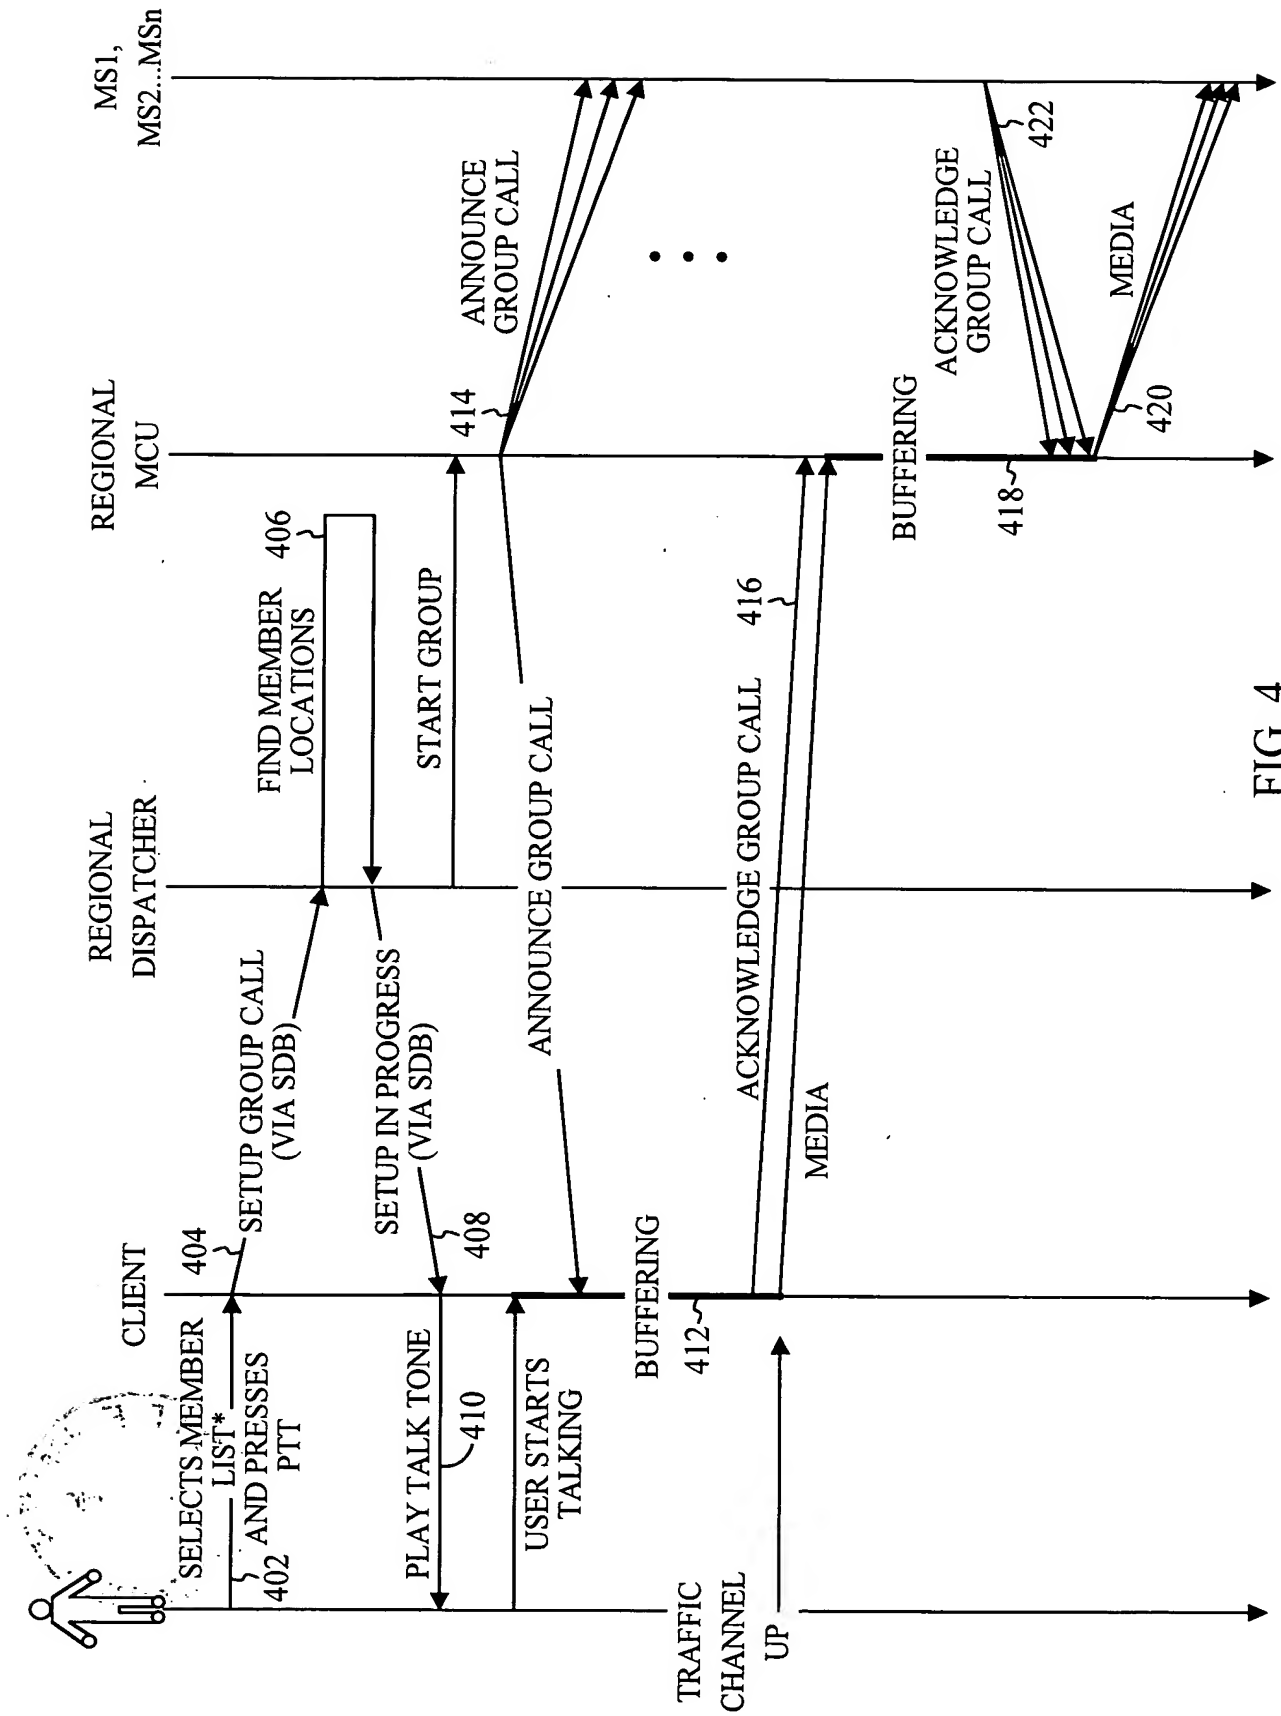 CLIENT
REGIONAL
DISPATCHER
REGIONAL
MCU
MS1,
MS2...MSn
SELECTS MEMBER
LIST*
AND PRESSES
PTT
402
404
SETUP GROUP CALL
(VIA SDB)
FIND MEMBER
LOCATIONS
406
SETUP IN PROGRESS
(VIA SDB)
408
PLAY TALK TONE
410
START GROUP
414
ANNOUNCE
GROUP CALL
USER STARTS
TALKING
ANNOUNCE GROUP CALL
BUFFERING
412
TRAFFIC
CHANNEL
UP
ACKNOWLEDGE GROUP CALL
416
MEDIA
BUFFERING
418
ACKNOWLEDGE
GROUP CALL
422
MEDIA
420
FIG. 4